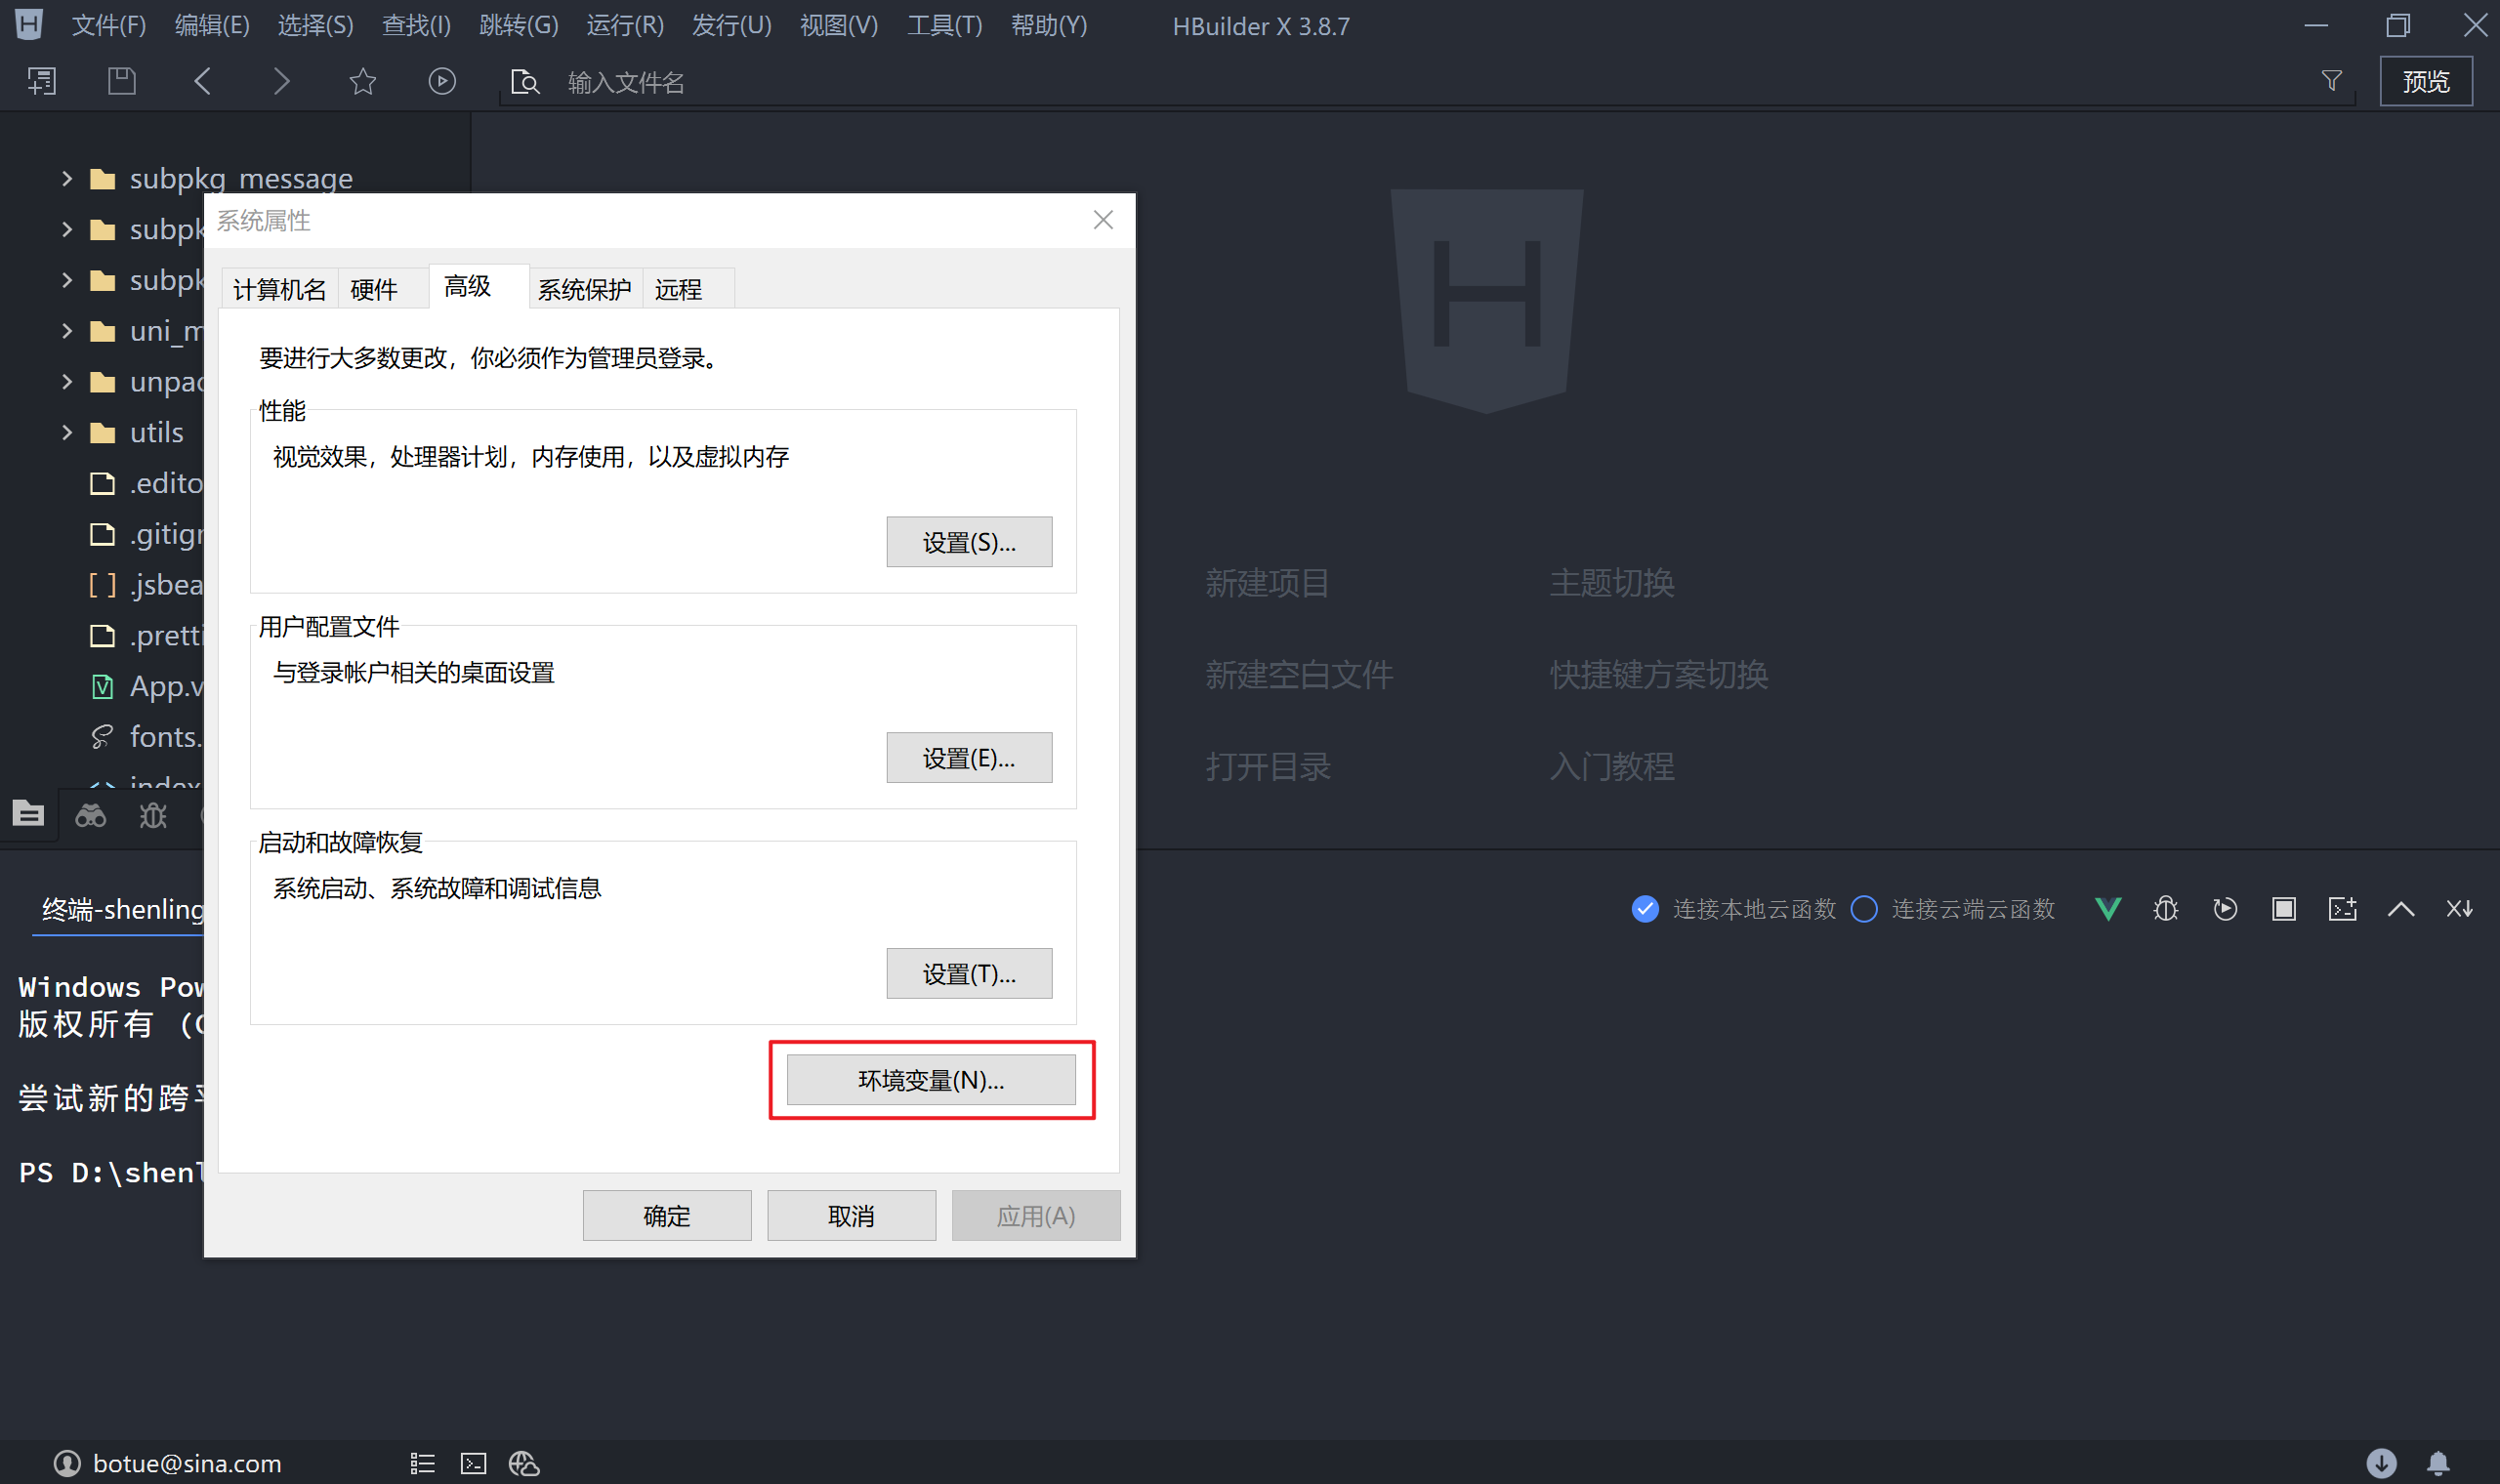 文件(F) 编辑(E) 选择(S) 查找(I) 跳转(G) 运行(R) 发行(U) 视图(V) 工具(T) 帮助(Y) HBuilder X 3.8.7
输入文件名 预览
subpkg_message
subpk
subpk
uni_m
unpac
utils
.edito
.gitign
.jsbea
.pretti
App.v
fonts.
index
系统属性
计算机名 硬件 高级 系统保护 远程
要进行大多数更改，你必须作为管理员登录。
性能
视觉效果，处理器计划，内存使用，以及虚拟内存
设置(S)...
用户配置文件
与登录帐户相关的桌面设置
设置(E)...
启动和故障恢复
系统启动、系统故障和调试信息
设置(T)...
环境变量(N)...
确定 取消 应用(A)
新建项目 主题切换
新建空白文件 快捷键方案切换
打开目录 入门教程
终端-shenling 连接本地云函数 连接云端云函数
Windows Pow
版权所有 (C
尝试新的跨平
PS D:\shenl
botue@sina.com